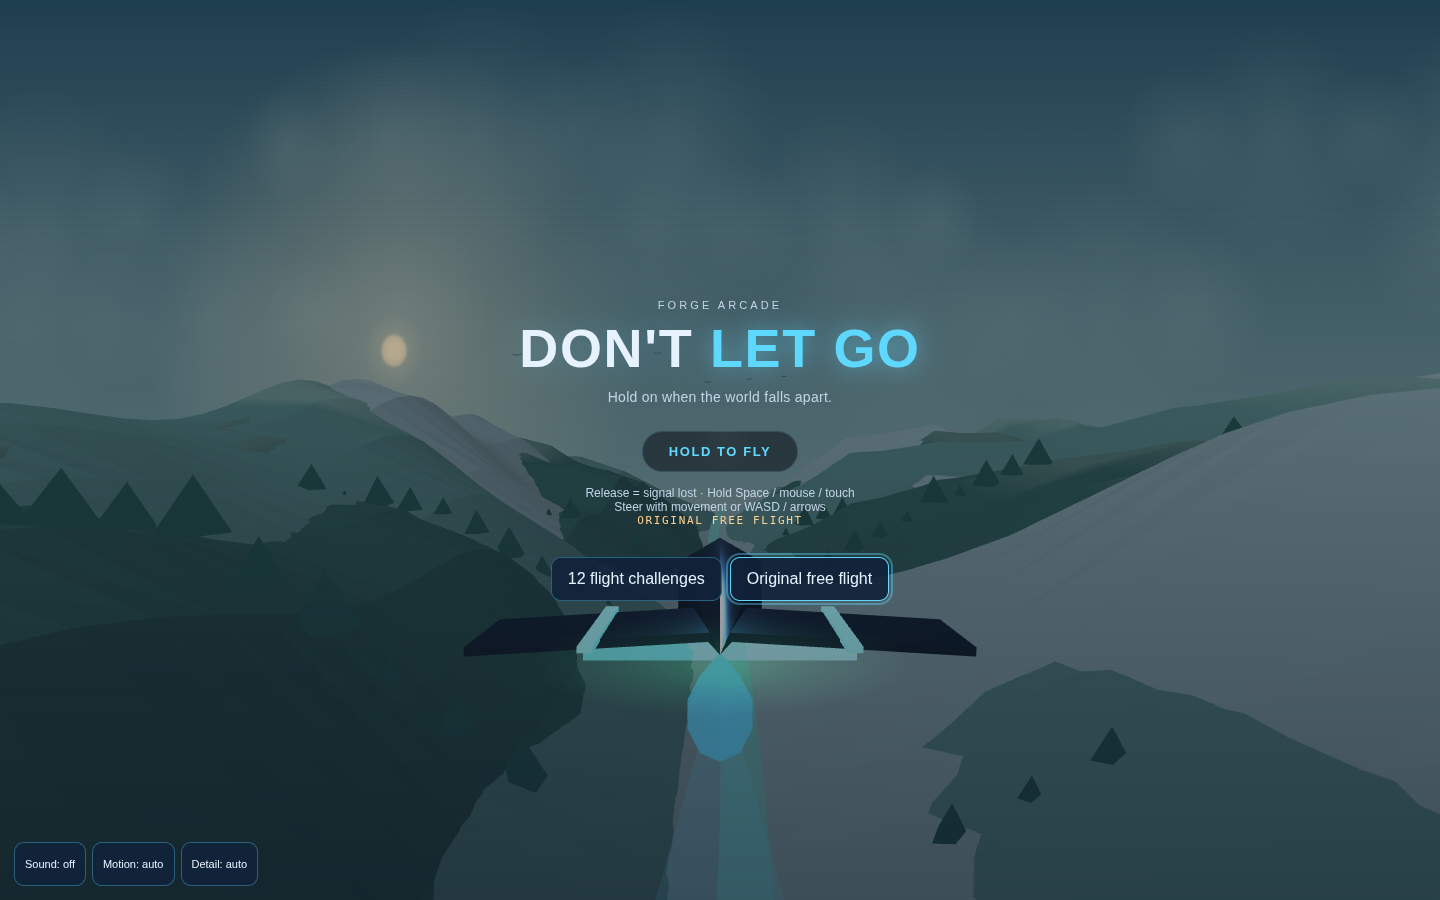 FORGE ARCADE
DON'T LET GO
Hold on when the world falls apart.
HOLD TO FLY
Release = signal lost · Hold Space / mouse / touch
Steer with movement or WASD / arrows
ORIGINAL FREE FLIGHT
12 flight challenges
Original free flight
Sound: off
Motion: auto
Detail: auto